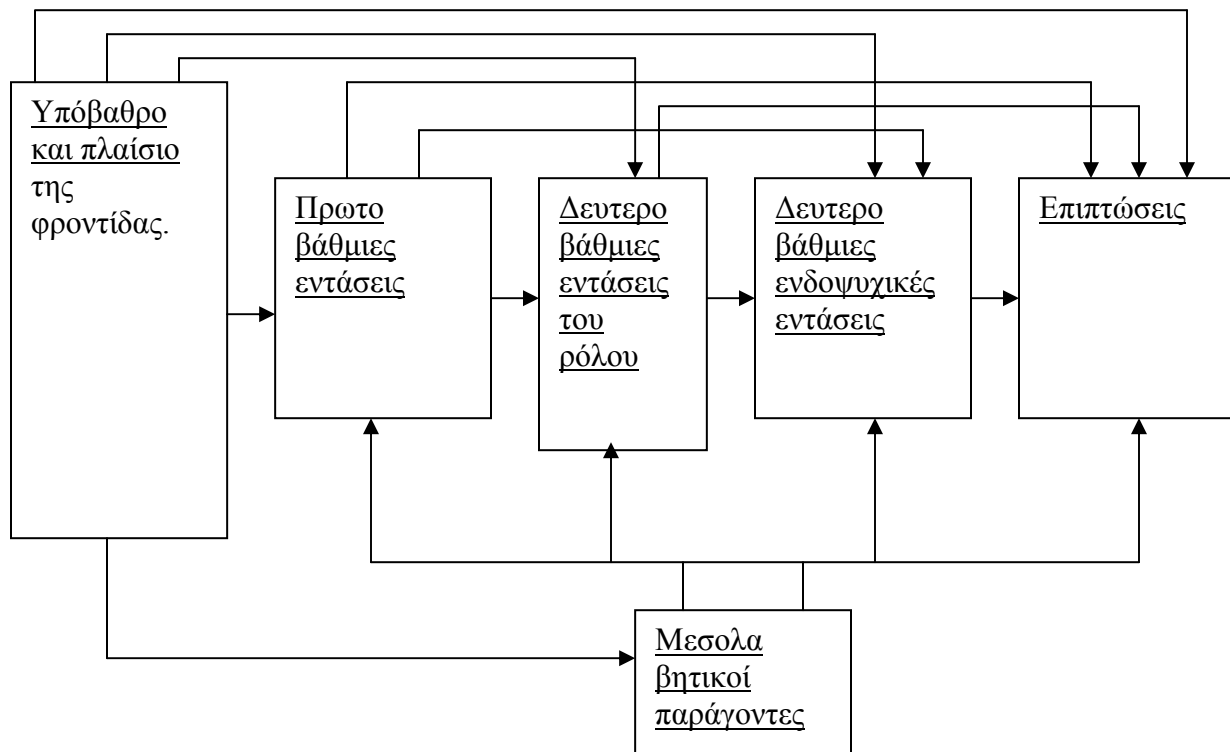 Υπόβαθρο
και πλαίσιο
της
φροντίδας.
Πρωτο
βάθμιες
εντάσεις
Δευτερο
βάθμιες
εντάσεις
του
ρόλου
Δευτερο
βάθμιες
ενδοψυχικές
εντάσεις
Επιπτώσεις
Μεσολα
βητικοί
παράγοντες